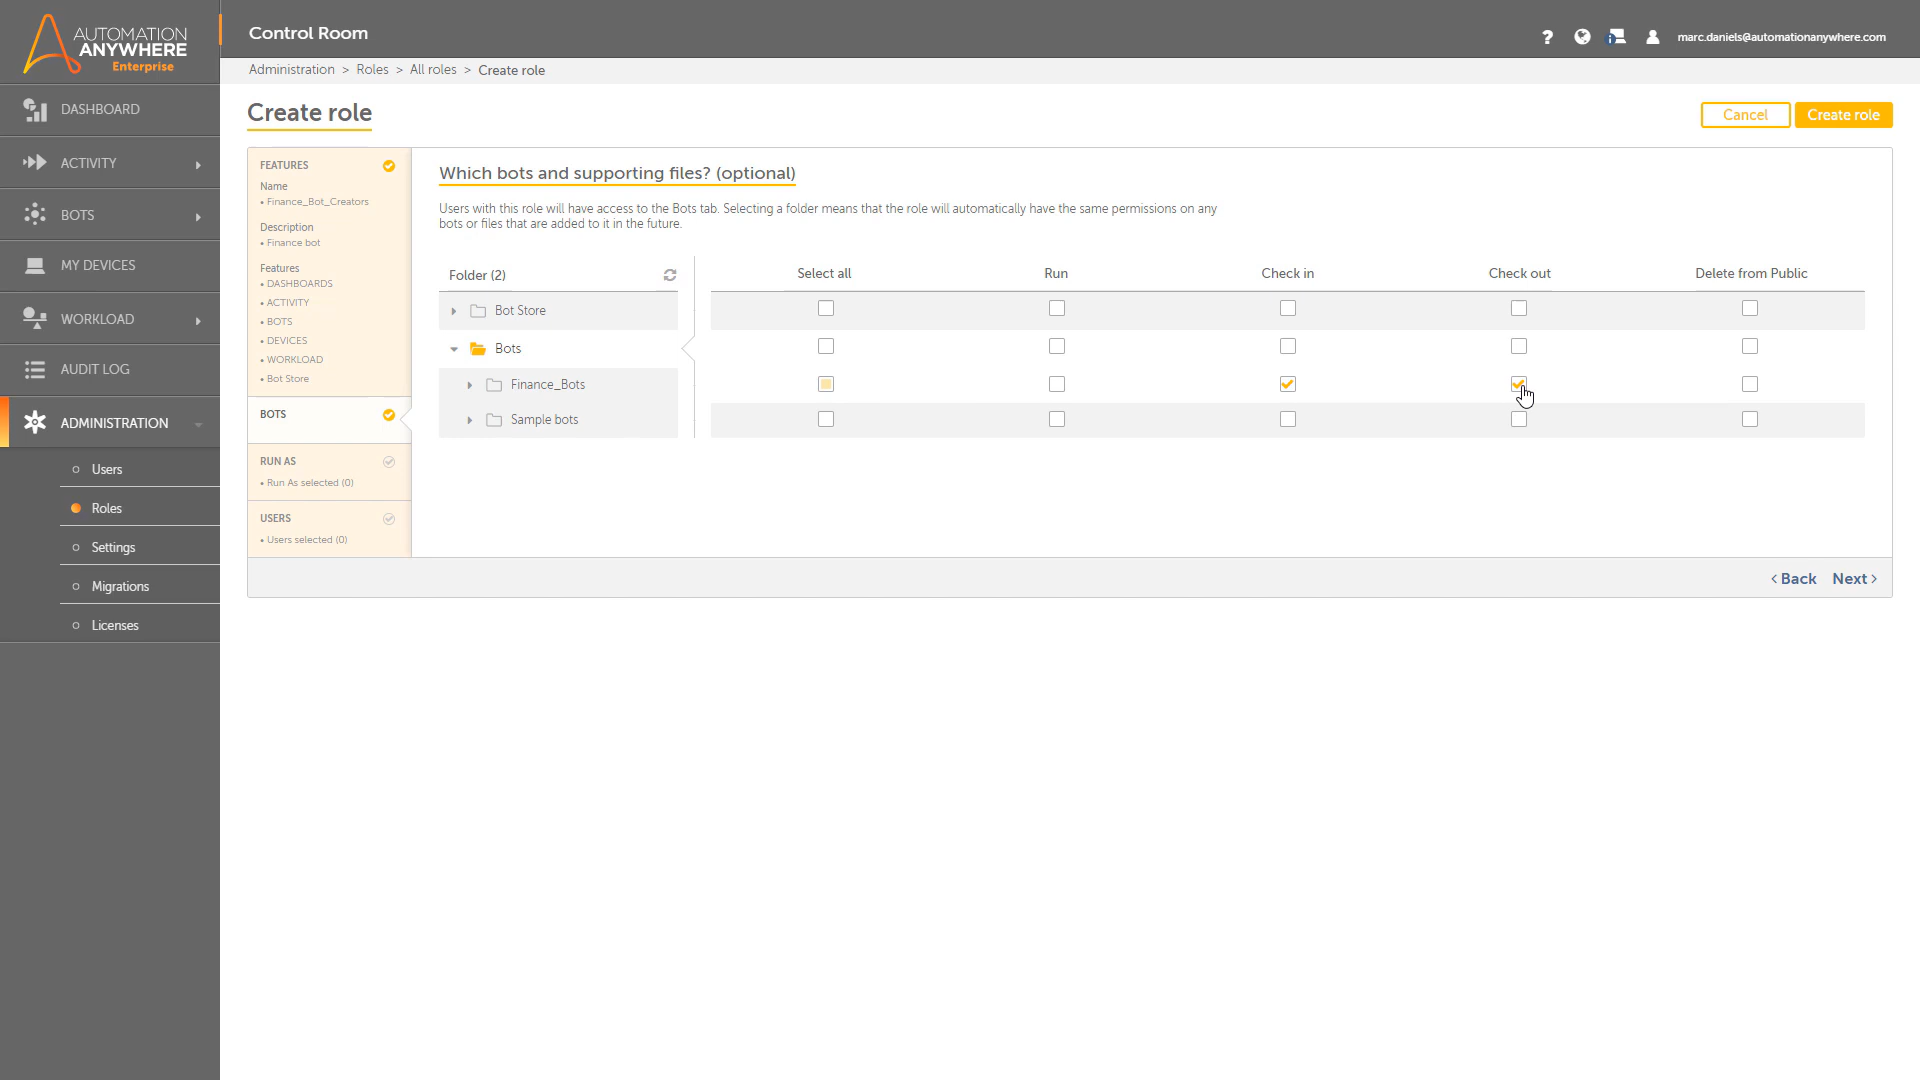 AUTOMATION
ANYWHERE
Enterprise
Control Room
?
marc.daniels@automationanywhere.com
Administration > Roles > All roles > Create role
Create role
Cancel
Create role
DASHBOARD
ACTIVITY
BOTS
MY DEVICES
WORKLOAD
AUDIT LOG
ADMINISTRATION
Users
Roles
Settings
Migrations
Licenses
FEATURES
Name
• Finance_Bot_Creators
Description
• Finance bot
Features
• DASHBOARDS
• ACTIVITY
• BOTS
• DEVICES
• WORKLOAD
• Bot Store
BOTS
RUN AS
• Run As selected (0)
USERS
• Users selected (0)
Which bots and supporting files? (optional)
Users with this role will have access to the Bots tab. Selecting a folder means that the role will automatically have the same permissions on any
bots or files that are added to it in the future.
Folder (2)
Select all
Run
Check in
Check out
Delete from Public
Bot Store
Bots
Finance_Bots
Sample bots
< Back
Next >